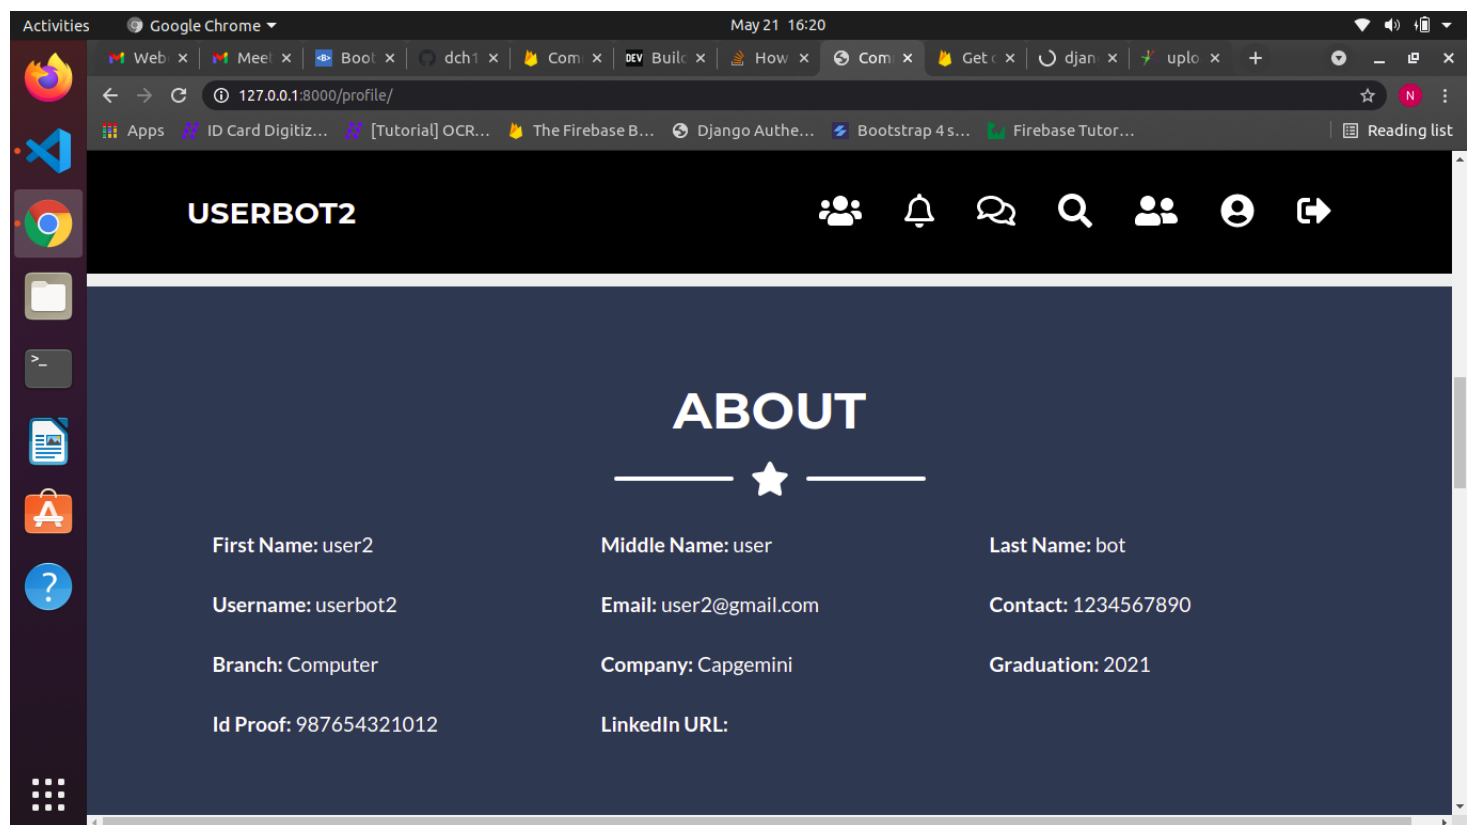 Activities Google Chrome May 21 16:20
Web Meet Boot dch1 Com DEV Build How Com Get c djan uplo
127.0.0.1:8000/profile/ N
Apps ID Card Digitiz... [Tutorial] OCR... The Firebase B... Django Authe... Bootstrap 4 s... Firebase Tutor... Reading list
USERBOT2
ABOUT
First Name: user2 Middle Name: user Last Name: bot
Username: userbot2 Email: user2@gmail.com Contact: 1234567890
Branch: Computer Company: Capgemini Graduation: 2021
Id Proof: 987654321012 LinkedIn URL: